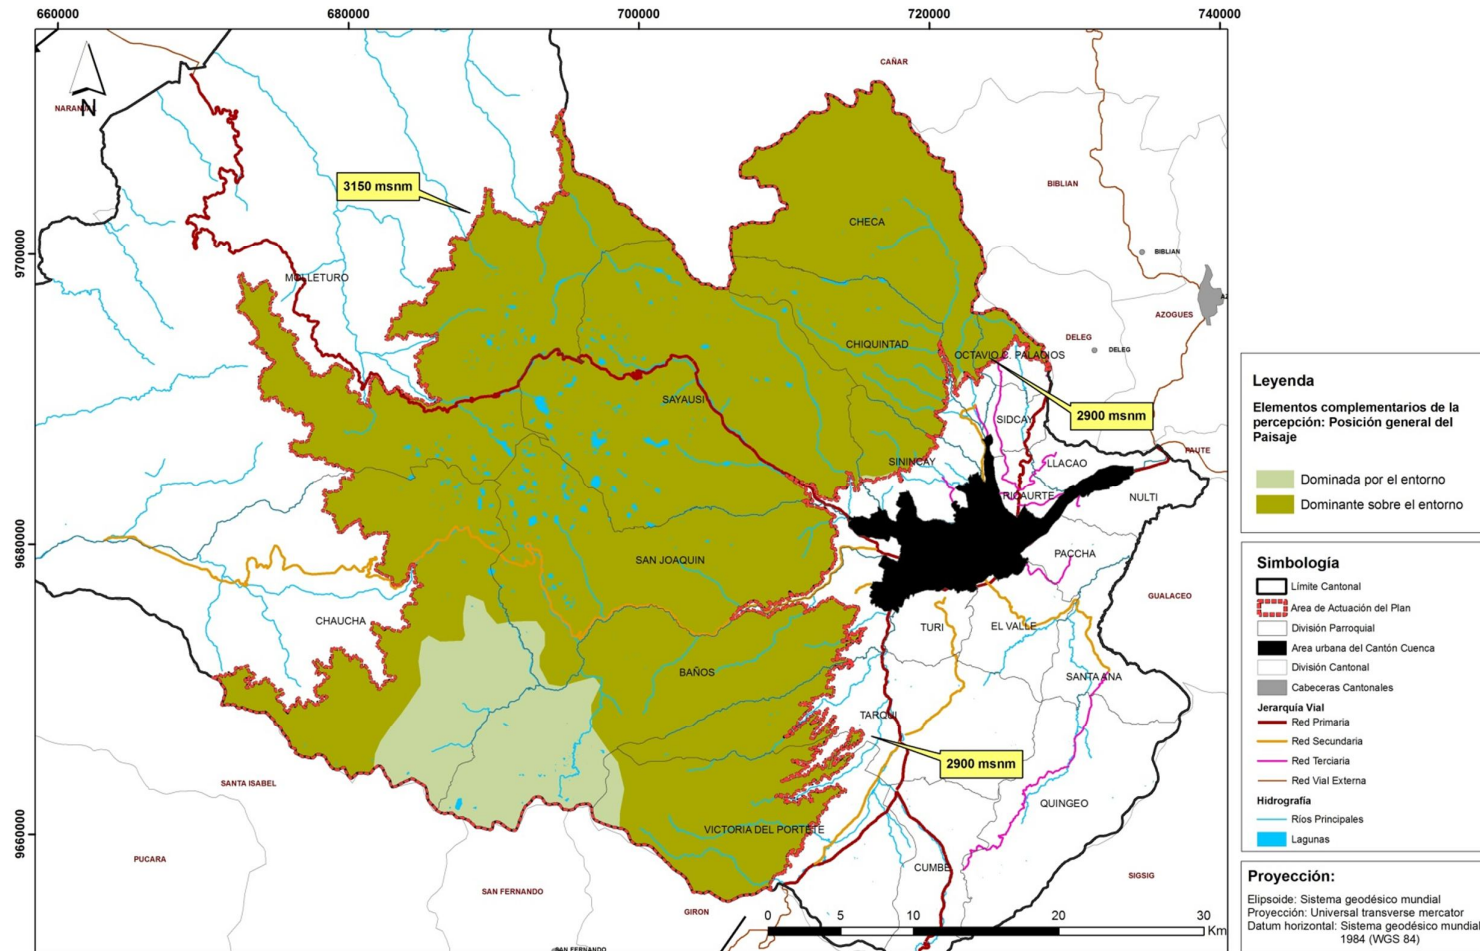 660000
680000
700000
720000
740000
CAÑAR
N
3150 msnm
BIBLIAN
CHECA
9700000
BIBLIAN
MOLLETURO
AZOGUES
CHIQUINTAD
DELEG
DELEG
OCTAVIO C. PALACIOS
SAYAUSI
2900 msnm
SIDCAY
SININCAY
LLACAO
PAUTE
RICAURTE
NULTI
9680000
SAN JOAQUIN
PACCHA
GUALACEO
CHAUCHA
TURI
EL VALLE
BAÑOS
SANTA ANA
TARQUI
2900 msnm
SANTA ISABEL
QUINGEO
9660000
VICTORIA DEL PORTETE
PUCARA
CUMBE
SIGSIG
SAN FERNANDO
GIRON
0 5 10 20 30
Km
SAN FERNANDO
Leyenda
Elementos complementarios de la
percepción: Posición general del
Paisaje
Dominada por el entorno
Dominante sobre el entorno
Simbología
Límite Cantonal
Area de Actuación del Plan
División Parroquial
Area urbana del Cantón Cuenca
División Cantonal
Cabeceras Cantonales
Jerarquía Vial
Red Primaria
Red Secundaria
Red Terciaria
Red Vial Externa
Hidrografía
Ríos Principales
Lagunas
Proyección:
Elipsoide: Sistema geodésico mundial
Proyección: Universal transverse mercator
Datum horizontal: Sistema geodésico mundial
1984 (WGS 84)